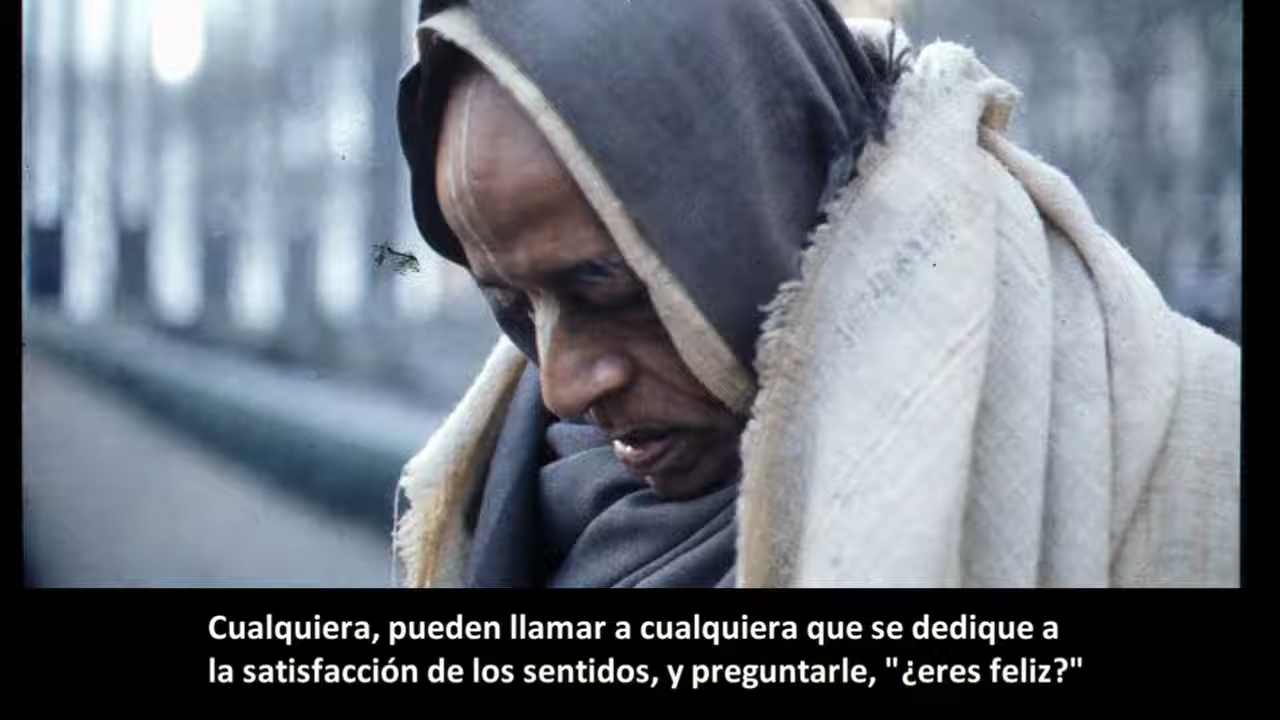 Cualquiera, pueden llamar a cualquiera que se dedique a
la satisfacción de los sentidos, y preguntarle, "¿eres feliz?"